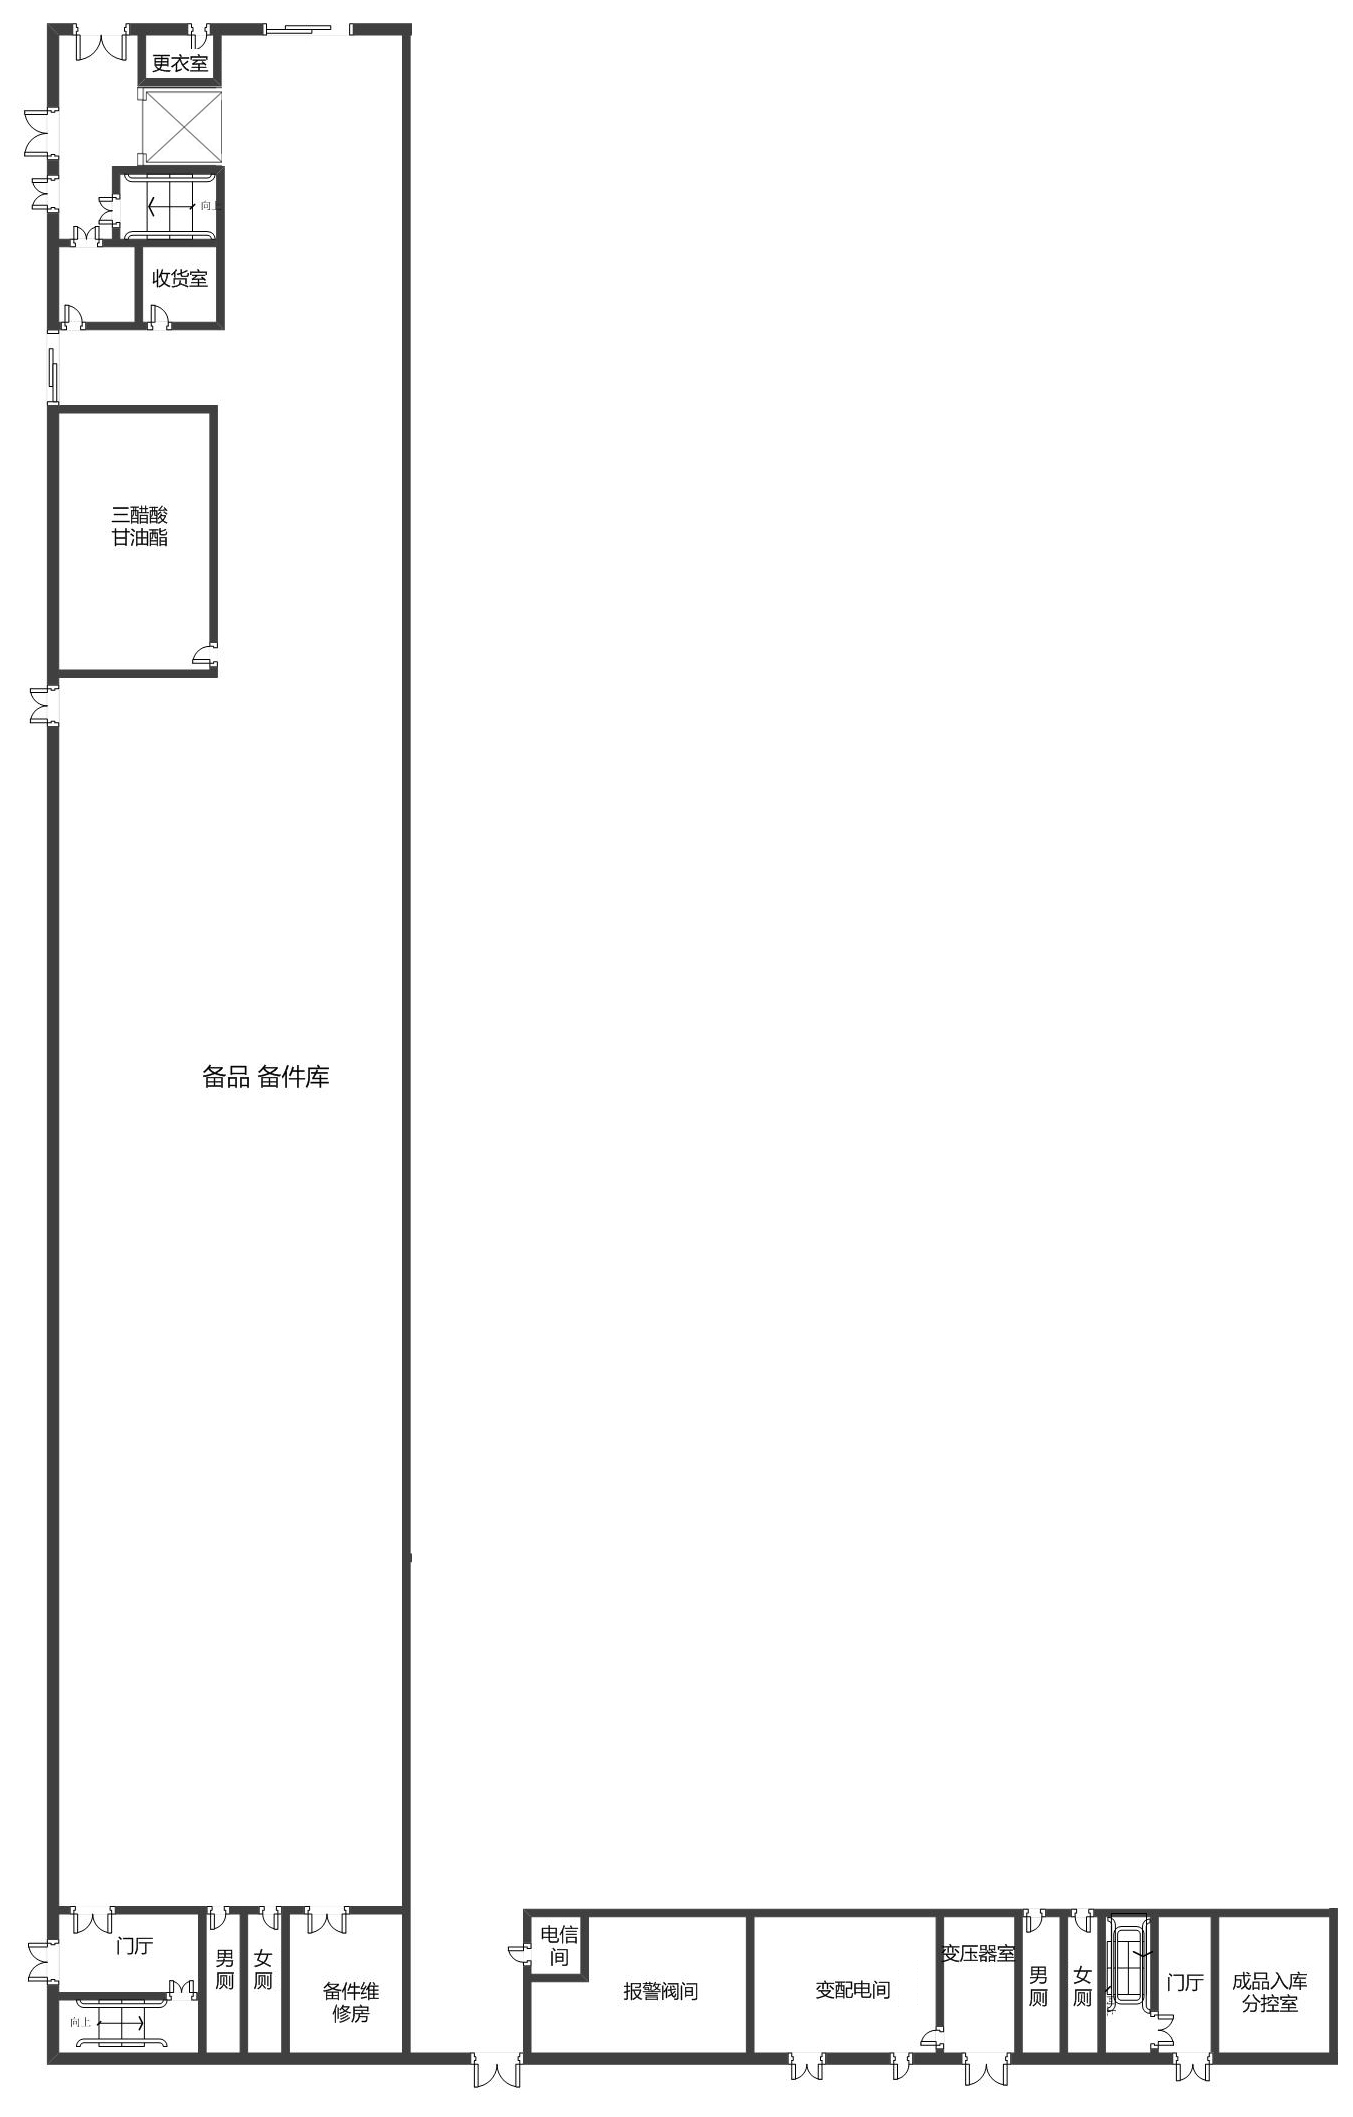 更衣室
向上
收货室
三醋酸
甘油酯
备品 备件库
门厅
男
厕
女
厕
备件维
修房
向上
电信
间
报警阀间
变配电间
变压器室
男
厕
女
厕
门厅
成品入库
分控室